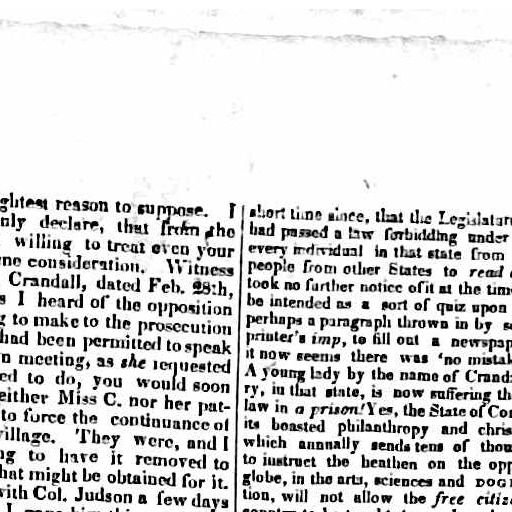 ghtest reason to suppose. I
nly declare, that from the
willing to treat even your
ne consideration. Witness
Crandall, dated Feb. 28th,
s I heard of the opposition
g to make to the prosecution
had been permitted to speak
n meeting, as she requested
ed to do, you would soon
either Miss C. nor her pat-
to force the continuance of
village. They were, and I
ng to have it removed to
hat might be obtained for it.
with Col. Judson a few days
short time since, that the Legislatur
had passed a law forbidding under
every individual in that state from
people from other States to read
took no further notice of it at the tim
be intended as a sort of quiz upon
perhaps a paragraph thrown in by s
printer's imp, to fill out a newspap
it now seems there was 'no mistak
A young lady by the name of Crand
ry, in that state, is now suffering th
law in a prison! Yes, the State of Con
its boasted philanthropy and chris
which annually sends tens of thou
to instruct the heathen on the opp
globe, in the arts, sciences and DOG
tion, will not allow the free citiz